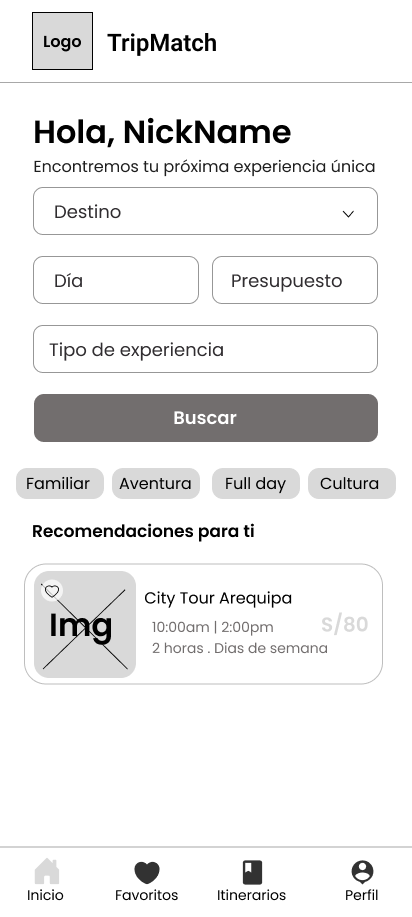 Logo
TripMatch
Hola, NickName
Encontremos tu próxima experiencia única
Destino
Día
Presupuesto
Tipo de experiencia
Buscar
Familiar
Aventura
Full day
Cultura
Recomendaciones para ti
Img
City Tour Arequipa
10:00am | 2:00pm
S/80
2 horas . Dias de semana
Inicio
Favoritos
Itinerarios
Perfil